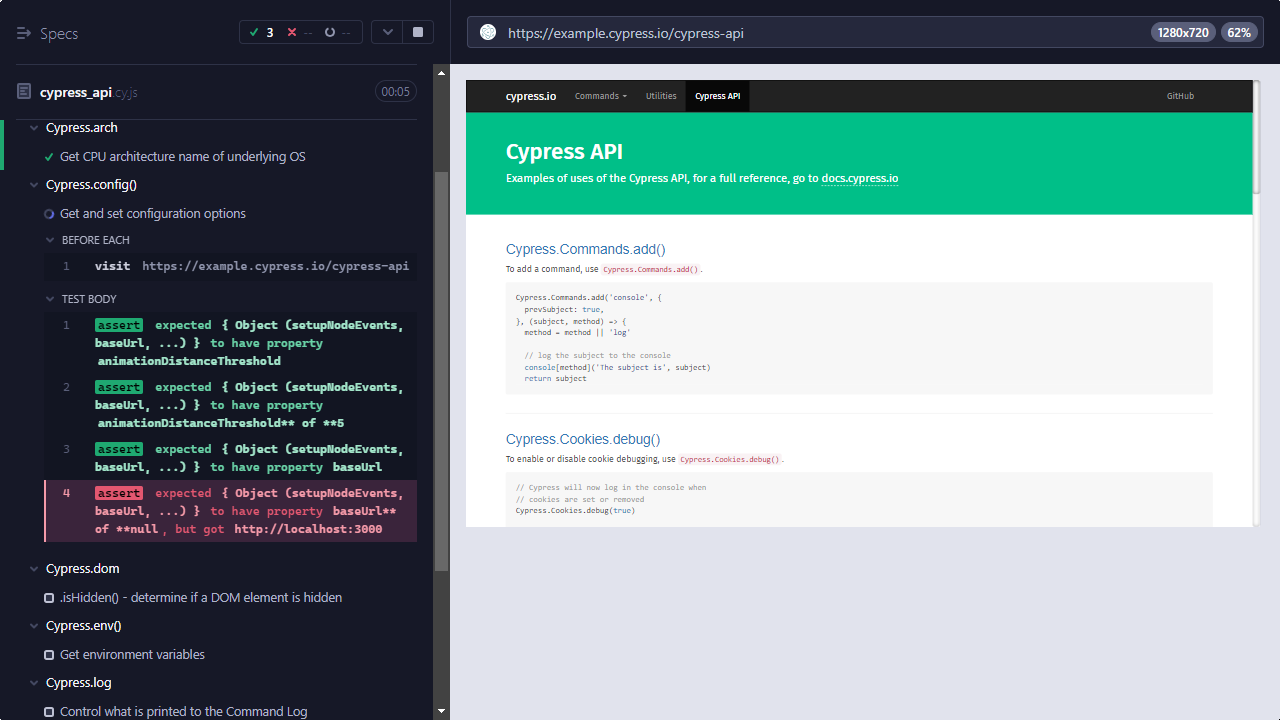 Specs
3 -- --
cypress_api.cy.js 00:05
Cypress.arch
Get CPU architecture name of underlying OS
Cypress.config()
Get and set configuration options
BEFORE EACH
1 visit https://example.cypress.io/cypress-api
TEST BODY
1 assert expected { Object (setupNodeEvents,
baseUrl, ...) } to have property
animationDistanceThreshold
2 assert expected { Object (setupNodeEvents,
baseUrl, ...) } to have property
animationDistanceThreshold** of **5
3 assert expected { Object (setupNodeEvents,
baseUrl, ...) } to have property baseUrl
4 assert expected { Object (setupNodeEvents,
baseUrl, ...) } to have property baseUrl**
of **null, but got http://localhost:3000
Cypress.dom
.isHidden() - determine if a DOM element is hidden
Cypress.env()
Get environment variables
Cypress.log
Control what is printed to the Command Log
https://example.cypress.io/cypress-api 1280x720 62%
cypress.io Commands Utilities Cypress API GitHub
Cypress API
Examples of uses of the Cypress API, for a full reference, go to docs.cypress.io
Cypress.Commands.add()
To add a command, use Cypress.Commands.add().
Cypress.Commands.add('console', {
prevSubject: true,
}, (subject, method) => {
method = method || 'log'
// log the subject to the console
console[method]('The subject is', subject)
return subject
Cypress.Cookies.debug()
To enable or disable cookie debugging, use Cypress.Cookies.debug().
// Cypress will now log in the console when
// cookies are set or removed
Cypress.Cookies.debug(true)